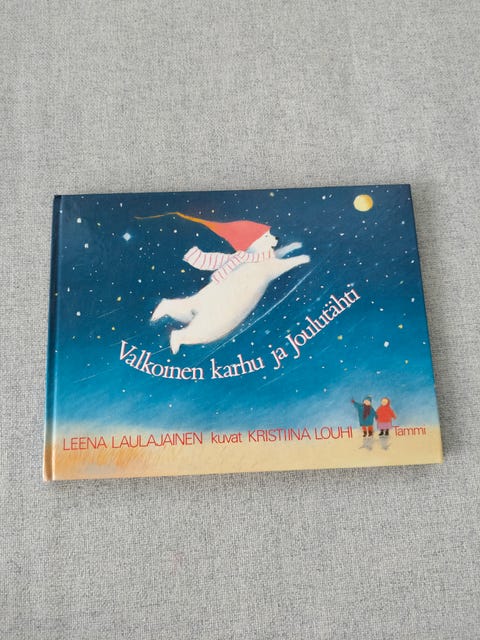 Valkoinen karhu ja Joulutähti
LEENA LAULAJAINEN kuvat KRISTIINA LOUHI
Tammi